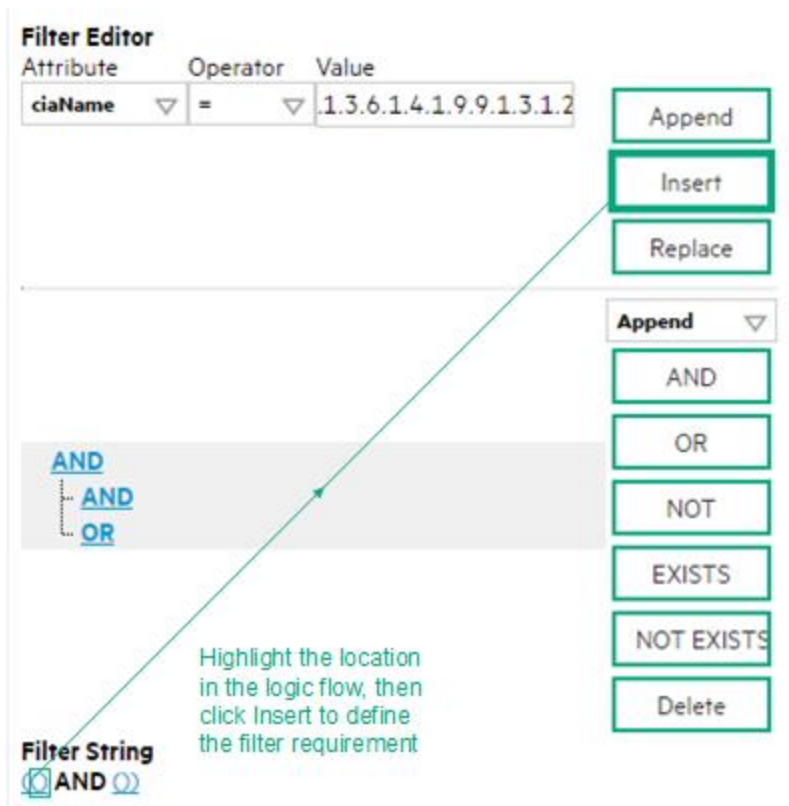 Filter Editor
Attribute Operator Value
ciaName = .1.3.6.1.4.1.9.9.1.3.1.2
Append
Insert
Replace
Append
AND
OR
NOT
EXISTS
NOT EXISTS
Delete
AND
AND
OR
Highlight the location
in the logic flow, then
click Insert to define
the filter requirement
Filter String
(() AND ())